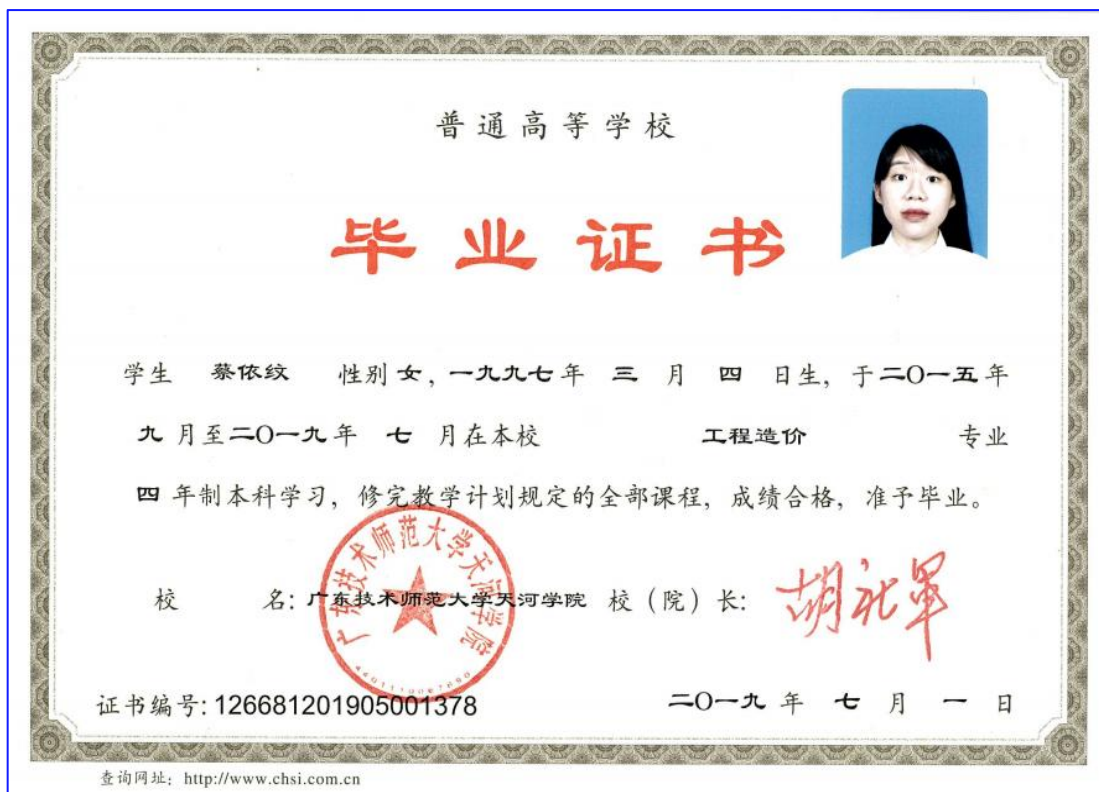 普通高等学校
毕业证书
学生 蔡依纹 性别 女, 一九九七 年 三 月 四 日生, 于 二〇一五 年
九 月至 二〇一九 年 七 月在本校 工程造价 专业
四 年制本科学习, 修完教学计划规定的全部课程, 成绩合格, 准予毕业。
广东技术师范大学天河学院
校 名: 广东技术师范大学天河学院 校（院）长: 胡社军
4401110087690
证书编号: 126681201905001378 二〇一九 年 七 月 一 日
查询网址: http://www.chsi.com.cn